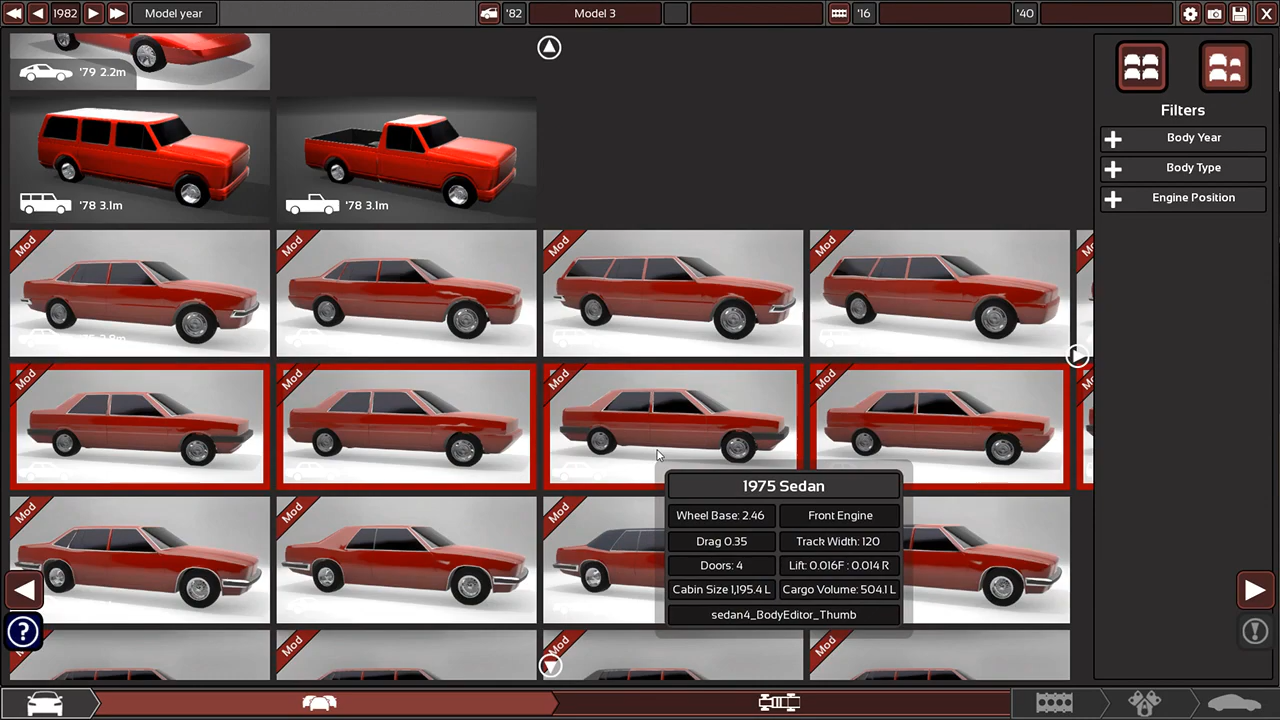 1982 Model year '82 Model 3 '16 '40
'79 2.2m
Filters
Body Year
Body Type
Engine Position
'78 3.1m '78 3.1m
Mod Mod Mod Mod
Mod Mod Mod Mod
1975 Sedan
Wheel Base: 2.46 Front Engine
Drag 0.35 Track Width: 120
Doors: 4 Lift: 0.016F : 0.014 R
Cabin Size 1,195.4 L Cargo Volume: 504.1 L
sedan4_BodyEditor_Thumb
Mod Mod Mod
Mod Mod Mod Mod
?